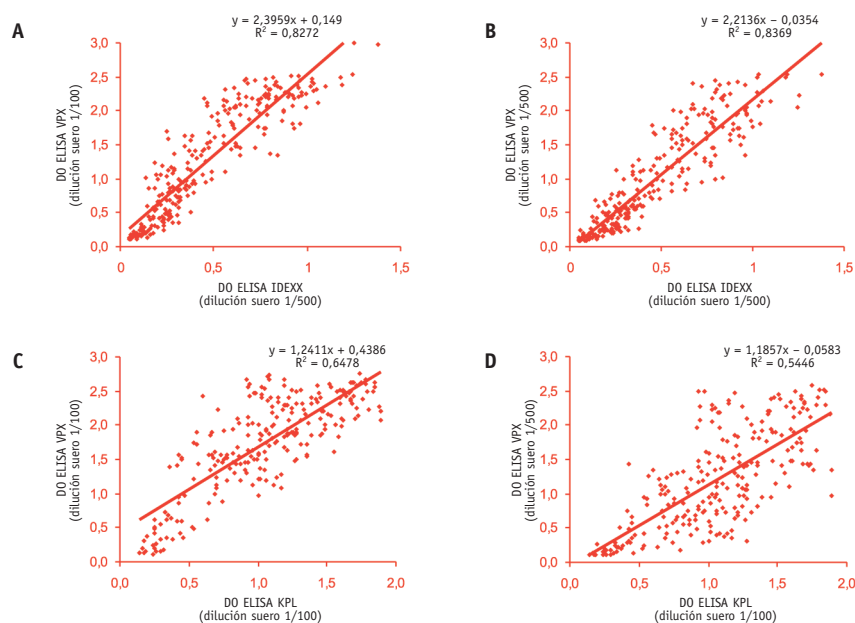 A
y = 2,3959x + 0,149
R² = 0,8272
DO ELISA VPX
(dilución suero 1/100)
3,0
2,5
2,0
1,5
1,0
0,5
0,0
0
0,5
1
1,5
DO ELISA IDEXX
(dilución suero 1/500)
B
y = 2,2136x – 0,0354
R² = 0,8369
DO ELISA VPX
(dilución suero 1/500)
3,0
2,5
2,0
1,5
1,0
0,5
0,0
0
0,5
1
1,5
DO ELISA IDEXX
(dilución suero 1/500)
C
y = 1,2411x + 0,4386
R² = 0,6478
DO ELISA VPX
(dilución suero 1/100)
3,0
2,5
2,0
1,5
1,0
0,5
0,0
0,0
0,5
1,0
1,5
2,0
DO ELISA KPL
(dilución suero 1/100)
D
y = 1,1857x – 0,0583
R² = 0,5446
DO ELISA VPX
(dilución suero 1/500)
3,0
2,5
2,0
1,5
1,0
0,5
0,0
0,0
0,5
1,0
1,5
2,0
DO ELISA KPL
(dilución suero 1/100)